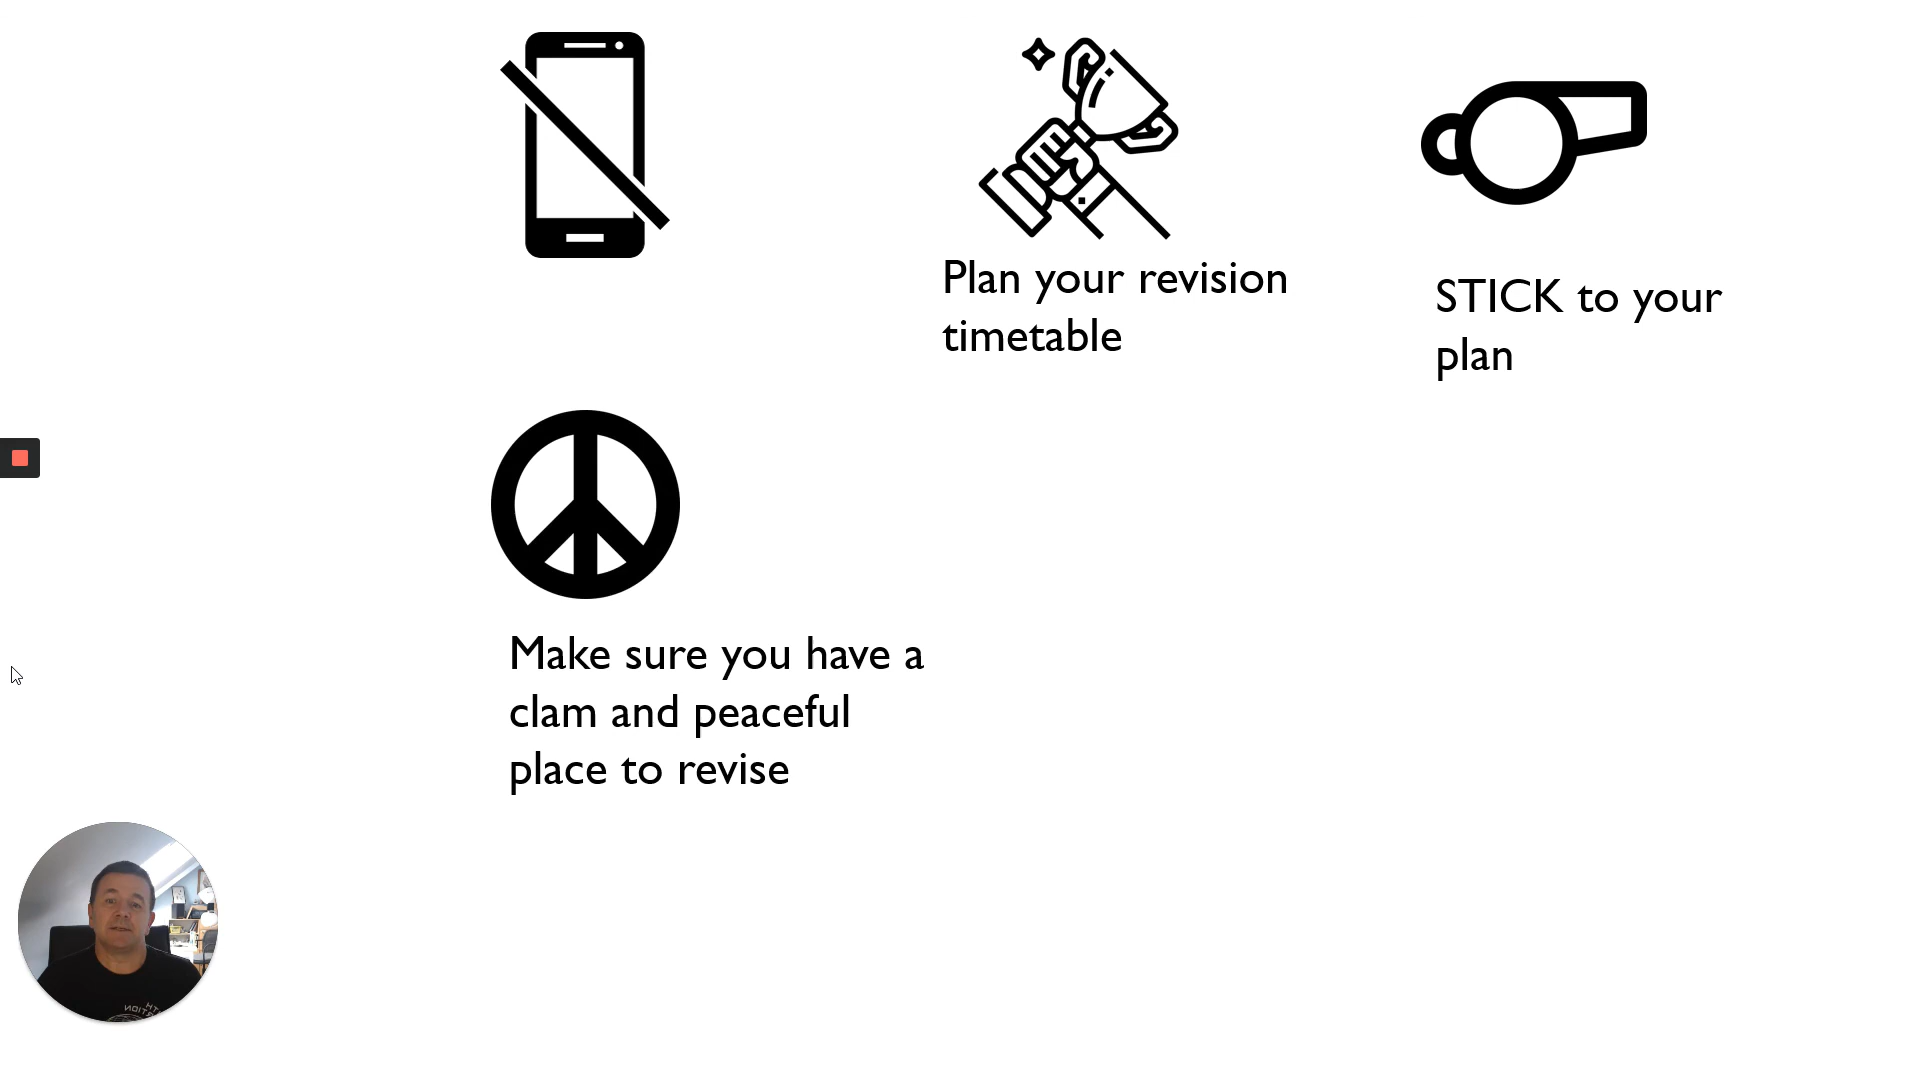 Plan your revision
timetable
STICK to your
plan
Make sure you have a
clam and peaceful
place to revise